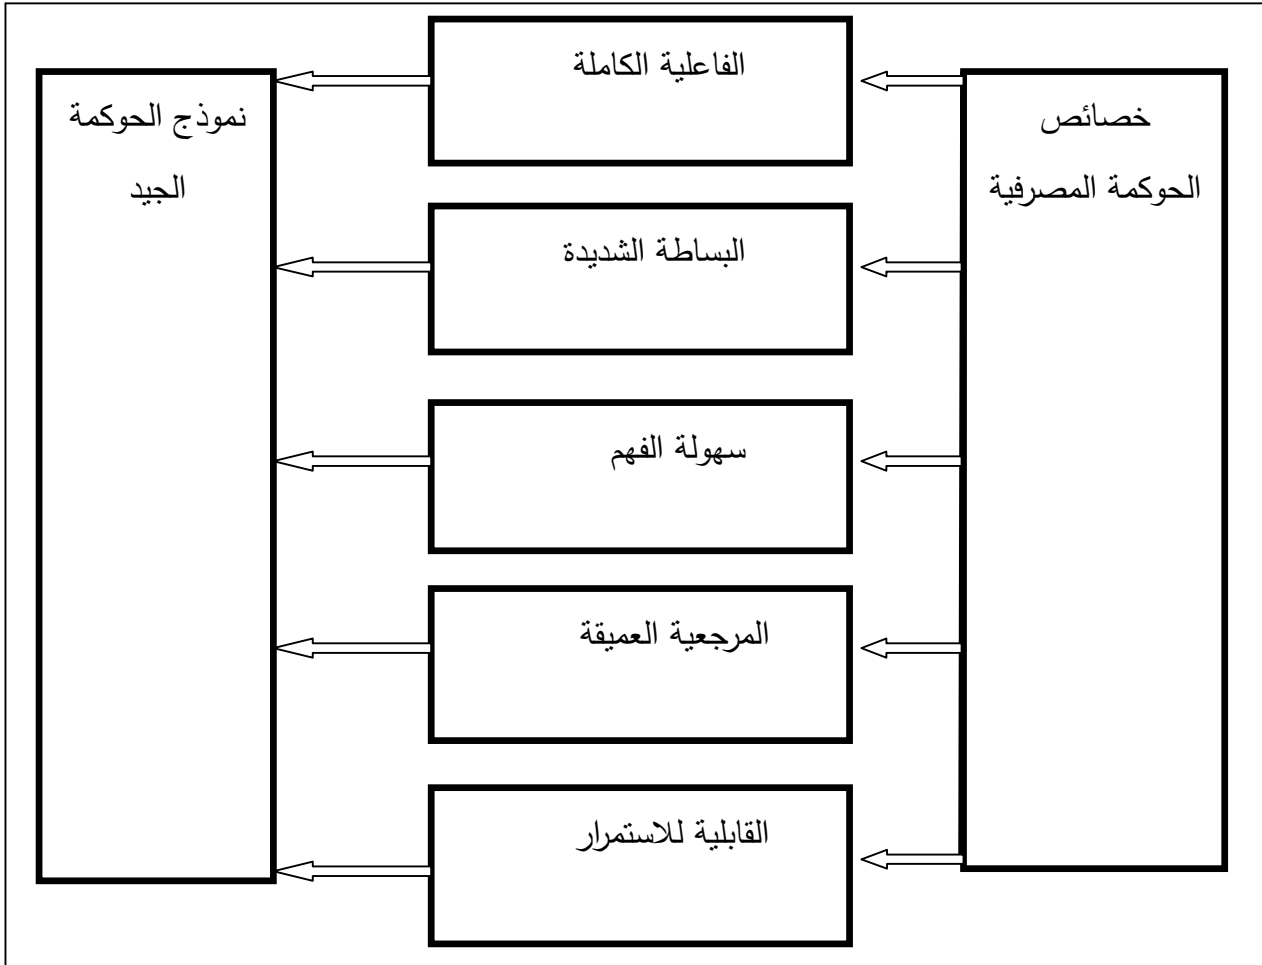 خصائص
الحوكمة المصرفية
الفاعلية الكاملة
البساطة الشديدة
سهولة الفهم
المرجعية العميقة
القابلية للاستمرار
نموذج الحوكمة
الجيد